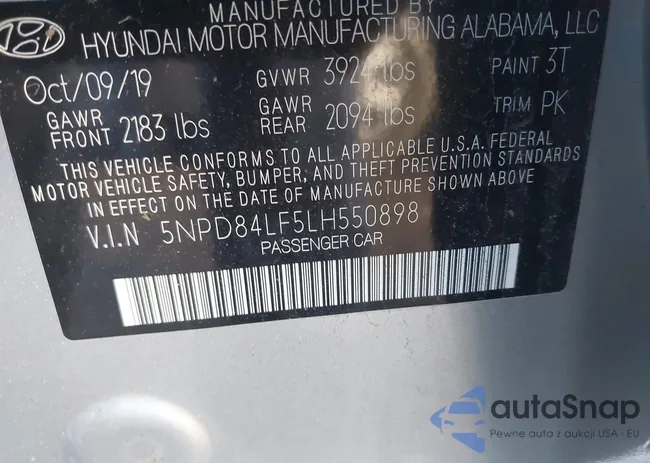 MANUFACTURED BY
HYUNDAI MOTOR MANUFACTURING ALABAMA, LLC
Oct/09/19 GVWR 3924 lbs PAINT 3T
GAWR FRONT 2183 lbs GAWR REAR 2094 lbs TRIM PK
THIS VEHICLE CONFORMS TO ALL APPLICABLE U.S.A. FEDERAL
MOTOR VEHICLE SAFETY, BUMPER, AND THEFT PREVENTION STANDARDS
IN EFFECT ON THE DATE OF MANUFACTURE SHOWN ABOVE
V.I.N 5NPD84LF5LH550898
PASSENGER CAR
autaSnap
Pewne auta z aukcji USA i EU